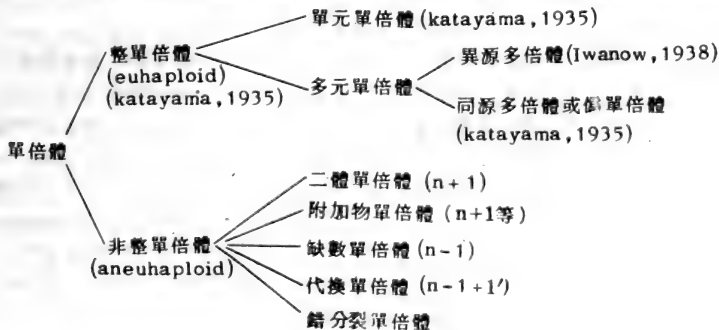 單元單倍體 (katayama, 1935)
整單倍體
(euhaploid)
(katayama, 1935)
異源多倍體 (Iwanow, 1938)
多元單倍體
同源多倍體或倍單倍體
(katayama, 1935)
單倍體
二體單倍體 (n + 1)
附加物單倍體 (n+1等)
非整單倍體
(aneuhaploid)
缺數單倍體 (n-1)
代換單倍體 (n-1+1')
錯分裂單倍體